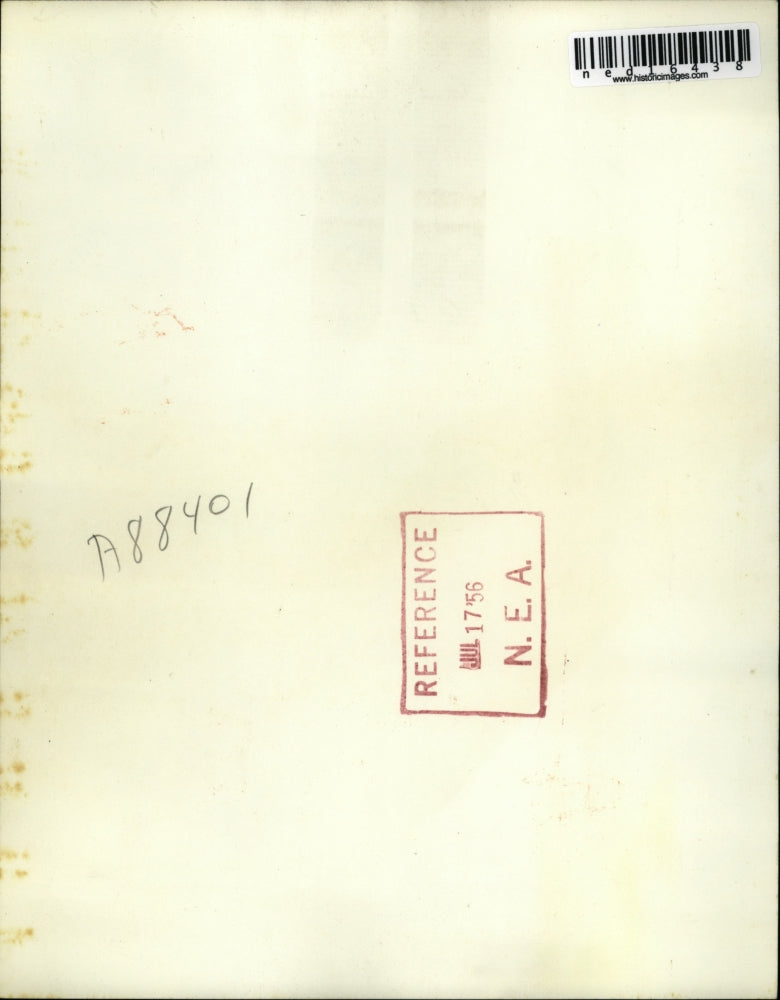 ned16438
www.historicimages.com
A88401
REFERENCE
JUL 17 '56
N. E. A.